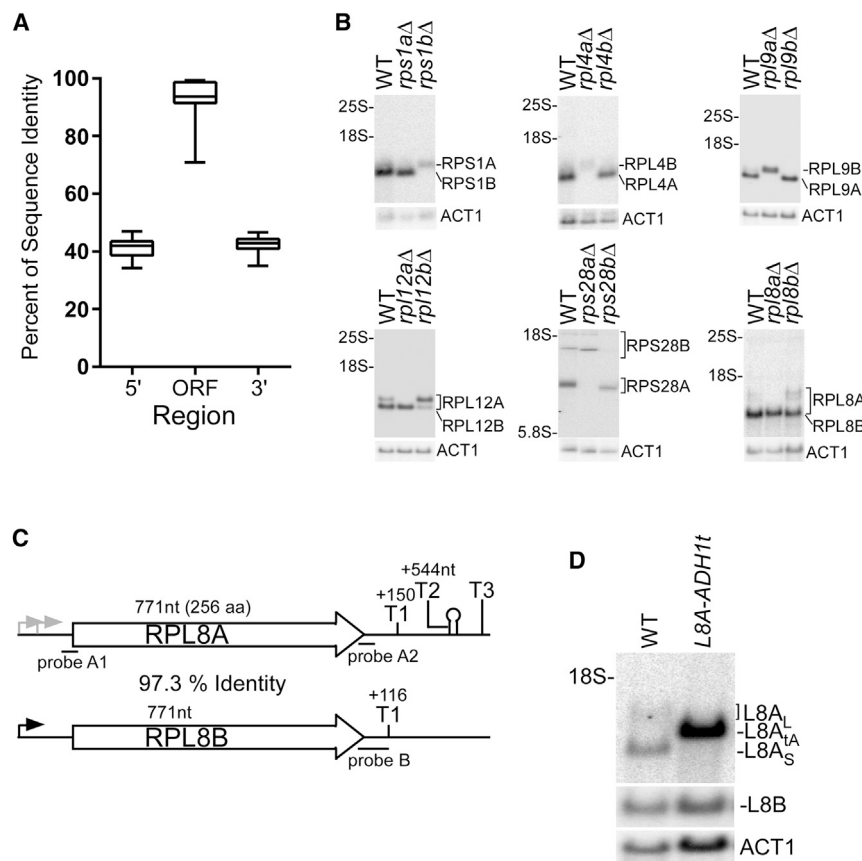 A
Percent of Sequence Identity
100
80
60
40
20
0
5'
ORF
3'
Region
B
WT
rps1aΔ
rps1bΔ
25S-
18S-
-RPS1A
RPS1B
ACT1
WT
rpl4aΔ
rpl4bΔ
25S-
18S-
-RPL4B
RPL4A
ACT1
WT
rpl9aΔ
rpl9bΔ
25S-
18S-
-RPL9B
RPL9A
ACT1
WT
rpl12aΔ
rpl12bΔ
25S-
18S-
RPL12A
RPL12B
ACT1
WT
rps28aΔ
rps28bΔ
18S-
5.8S-
RPS28B
RPS28A
ACT1
WT
rpl8aΔ
rpl8bΔ
25S-
18S-
RPL8A
RPL8B
ACT1
C
771nt (256 aa)
RPL8A
+150
T1
+544nt
T2
T3
probe A1
probe A2
97.3 % Identity
771nt
RPL8B
+116
T1
probe B
D
WT
L8A-ADH1t
18S-
L8AL
-L8AtA
-L8AS
-L8B
ACT1